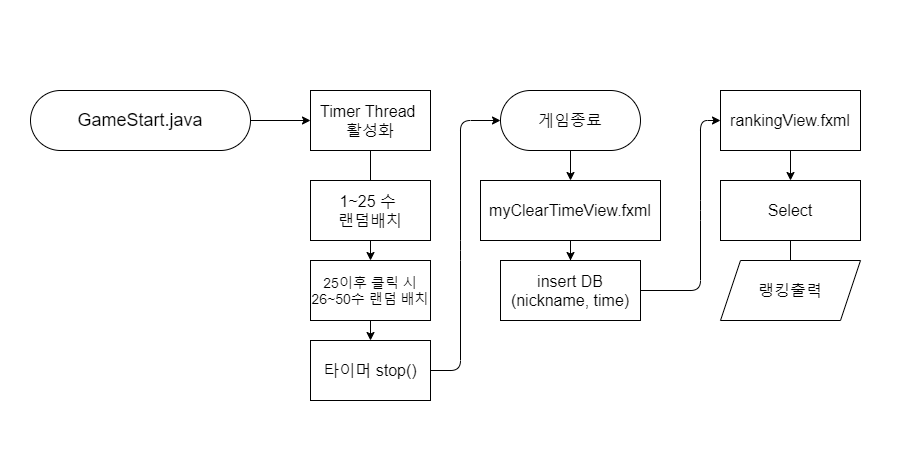 GameStart.java
Timer Thread
활성화
1~25 수
랜덤배치
25이후 클릭 시
26~50수 랜덤 배치
타이머 stop()
게임종료
myClearTimeView.fxml
insert DB
(nickname, time)
rankingView.fxml
Select
랭킹출력